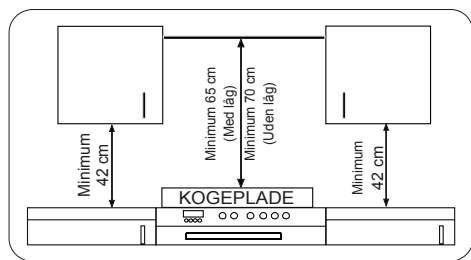 Minimum
42 cm
Minimum 65 cm
(Med låg)
Minimum 70 cm
(Uden låg)
Minimum
42 cm
KOGEPLADE